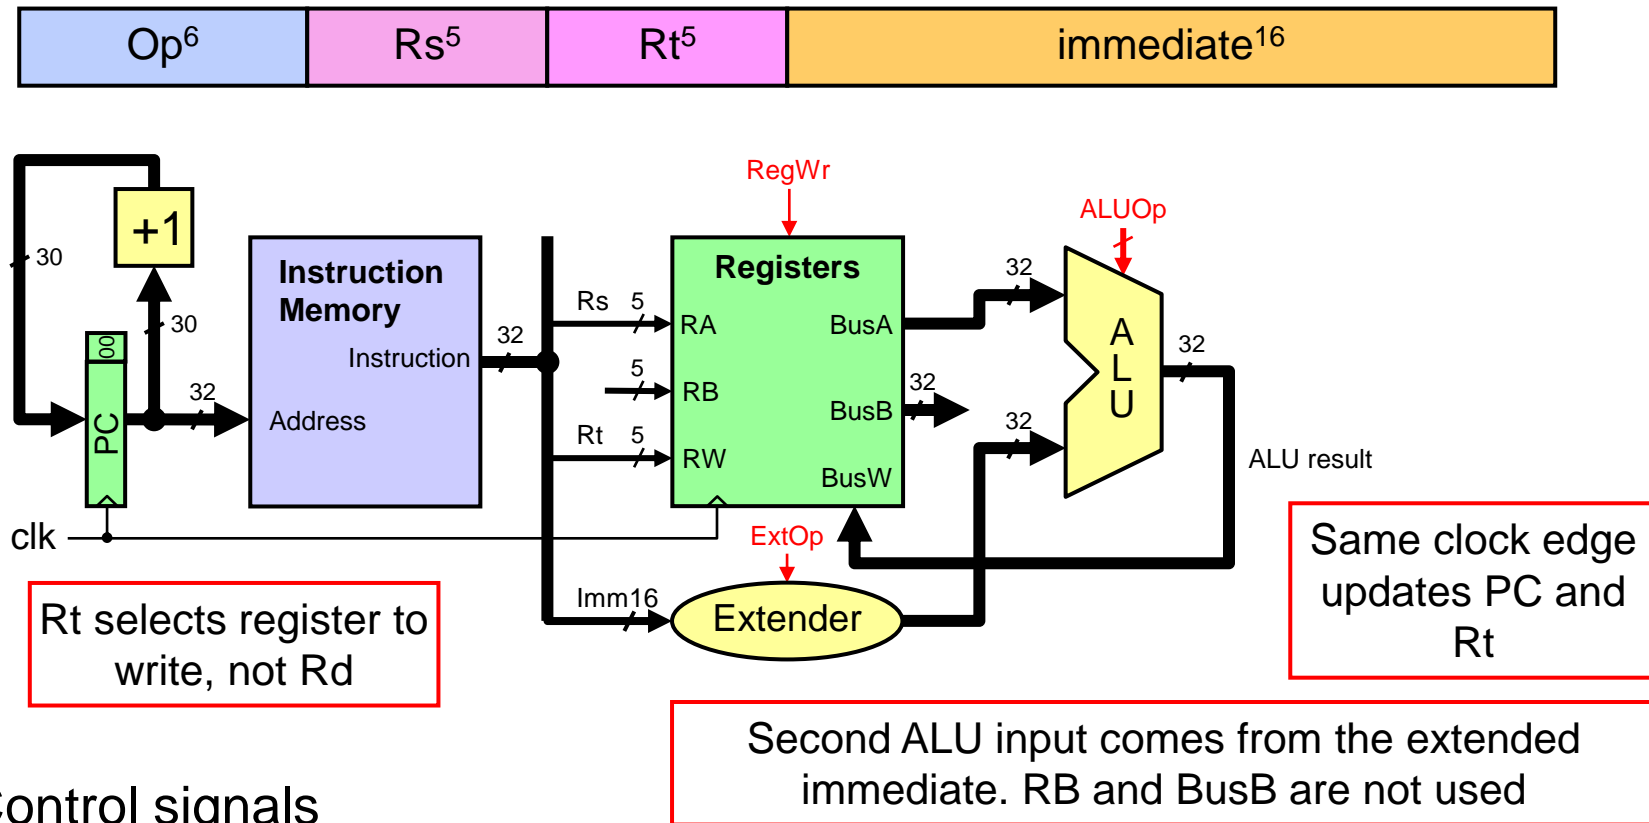 Op6 Rs5 Rt5 immediate16
RegWr
ALUOp
+1
30
30
Instruction
Memory
Instruction
Address
32
00
PC
32
clk
Registers
Rs 5
RA
BusA
32
5
RB
BusB
32
Rt 5
RW
BusW
32
A
L
U
32
ALU result
ExtOp
Imm16
Extender
Rt selects register to
write, not Rd
Same clock edge
updates PC and
Rt
Second ALU input comes from the extended
immediate. RB and BusB are not used
Control signals